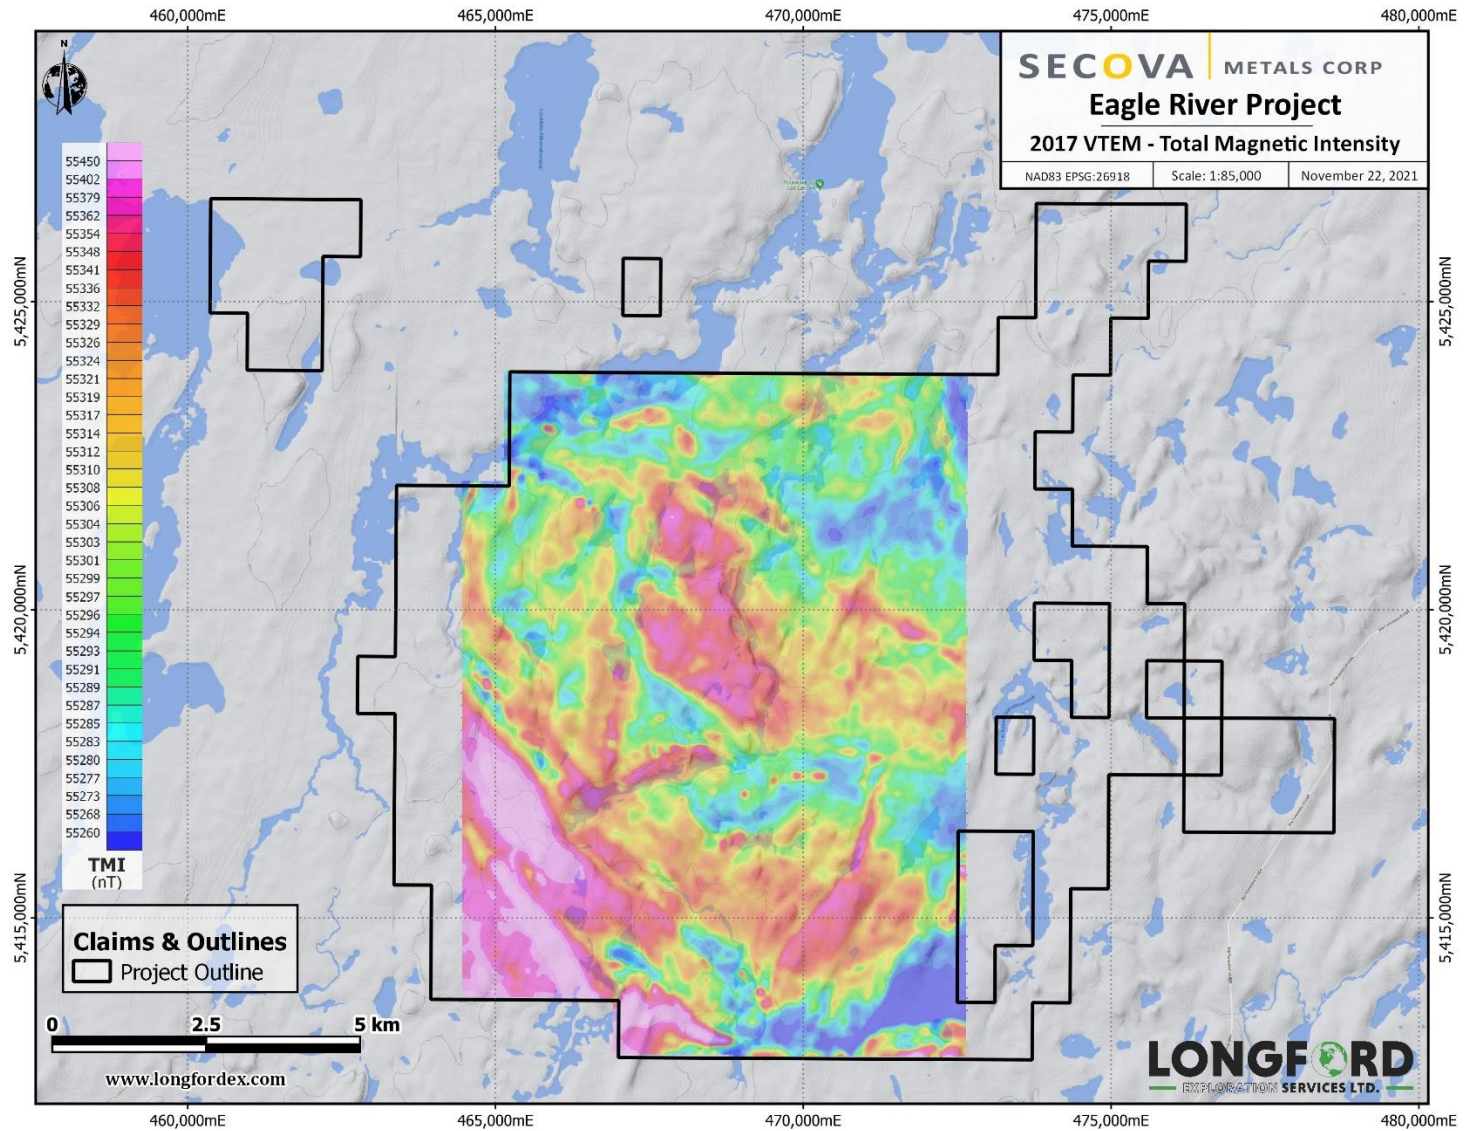 460,000mE
465,000mE
470,000mE
475,000mE
480,000mE
N
SECOVA METALS CORP
Eagle River Project
2017 VTEM - Total Magnetic Intensity
NAD83 EPSG:26918
Scale: 1:85,000
November 22, 2021
55450
55402
55379
55362
55354
55348
55341
55336
55332
55329
55326
55324
55321
55319
55317
55314
55312
55310
55308
55306
55304
55303
55301
55299
55297
55296
55294
55293
55291
55289
55287
55285
55283
55280
55277
55273
55268
55260
TMI
(nT)
5,425,000mN
5,420,000mN
5,415,000mN
5,425,000mN
5,420,000mN
5,415,000mN
Claims & Outlines
Project Outline
0
2.5
5 km
www.longfordex.com
LONGFORD
EXPLORATION SERVICES LTD.
460,000mE
465,000mE
470,000mE
475,000mE
480,000mE